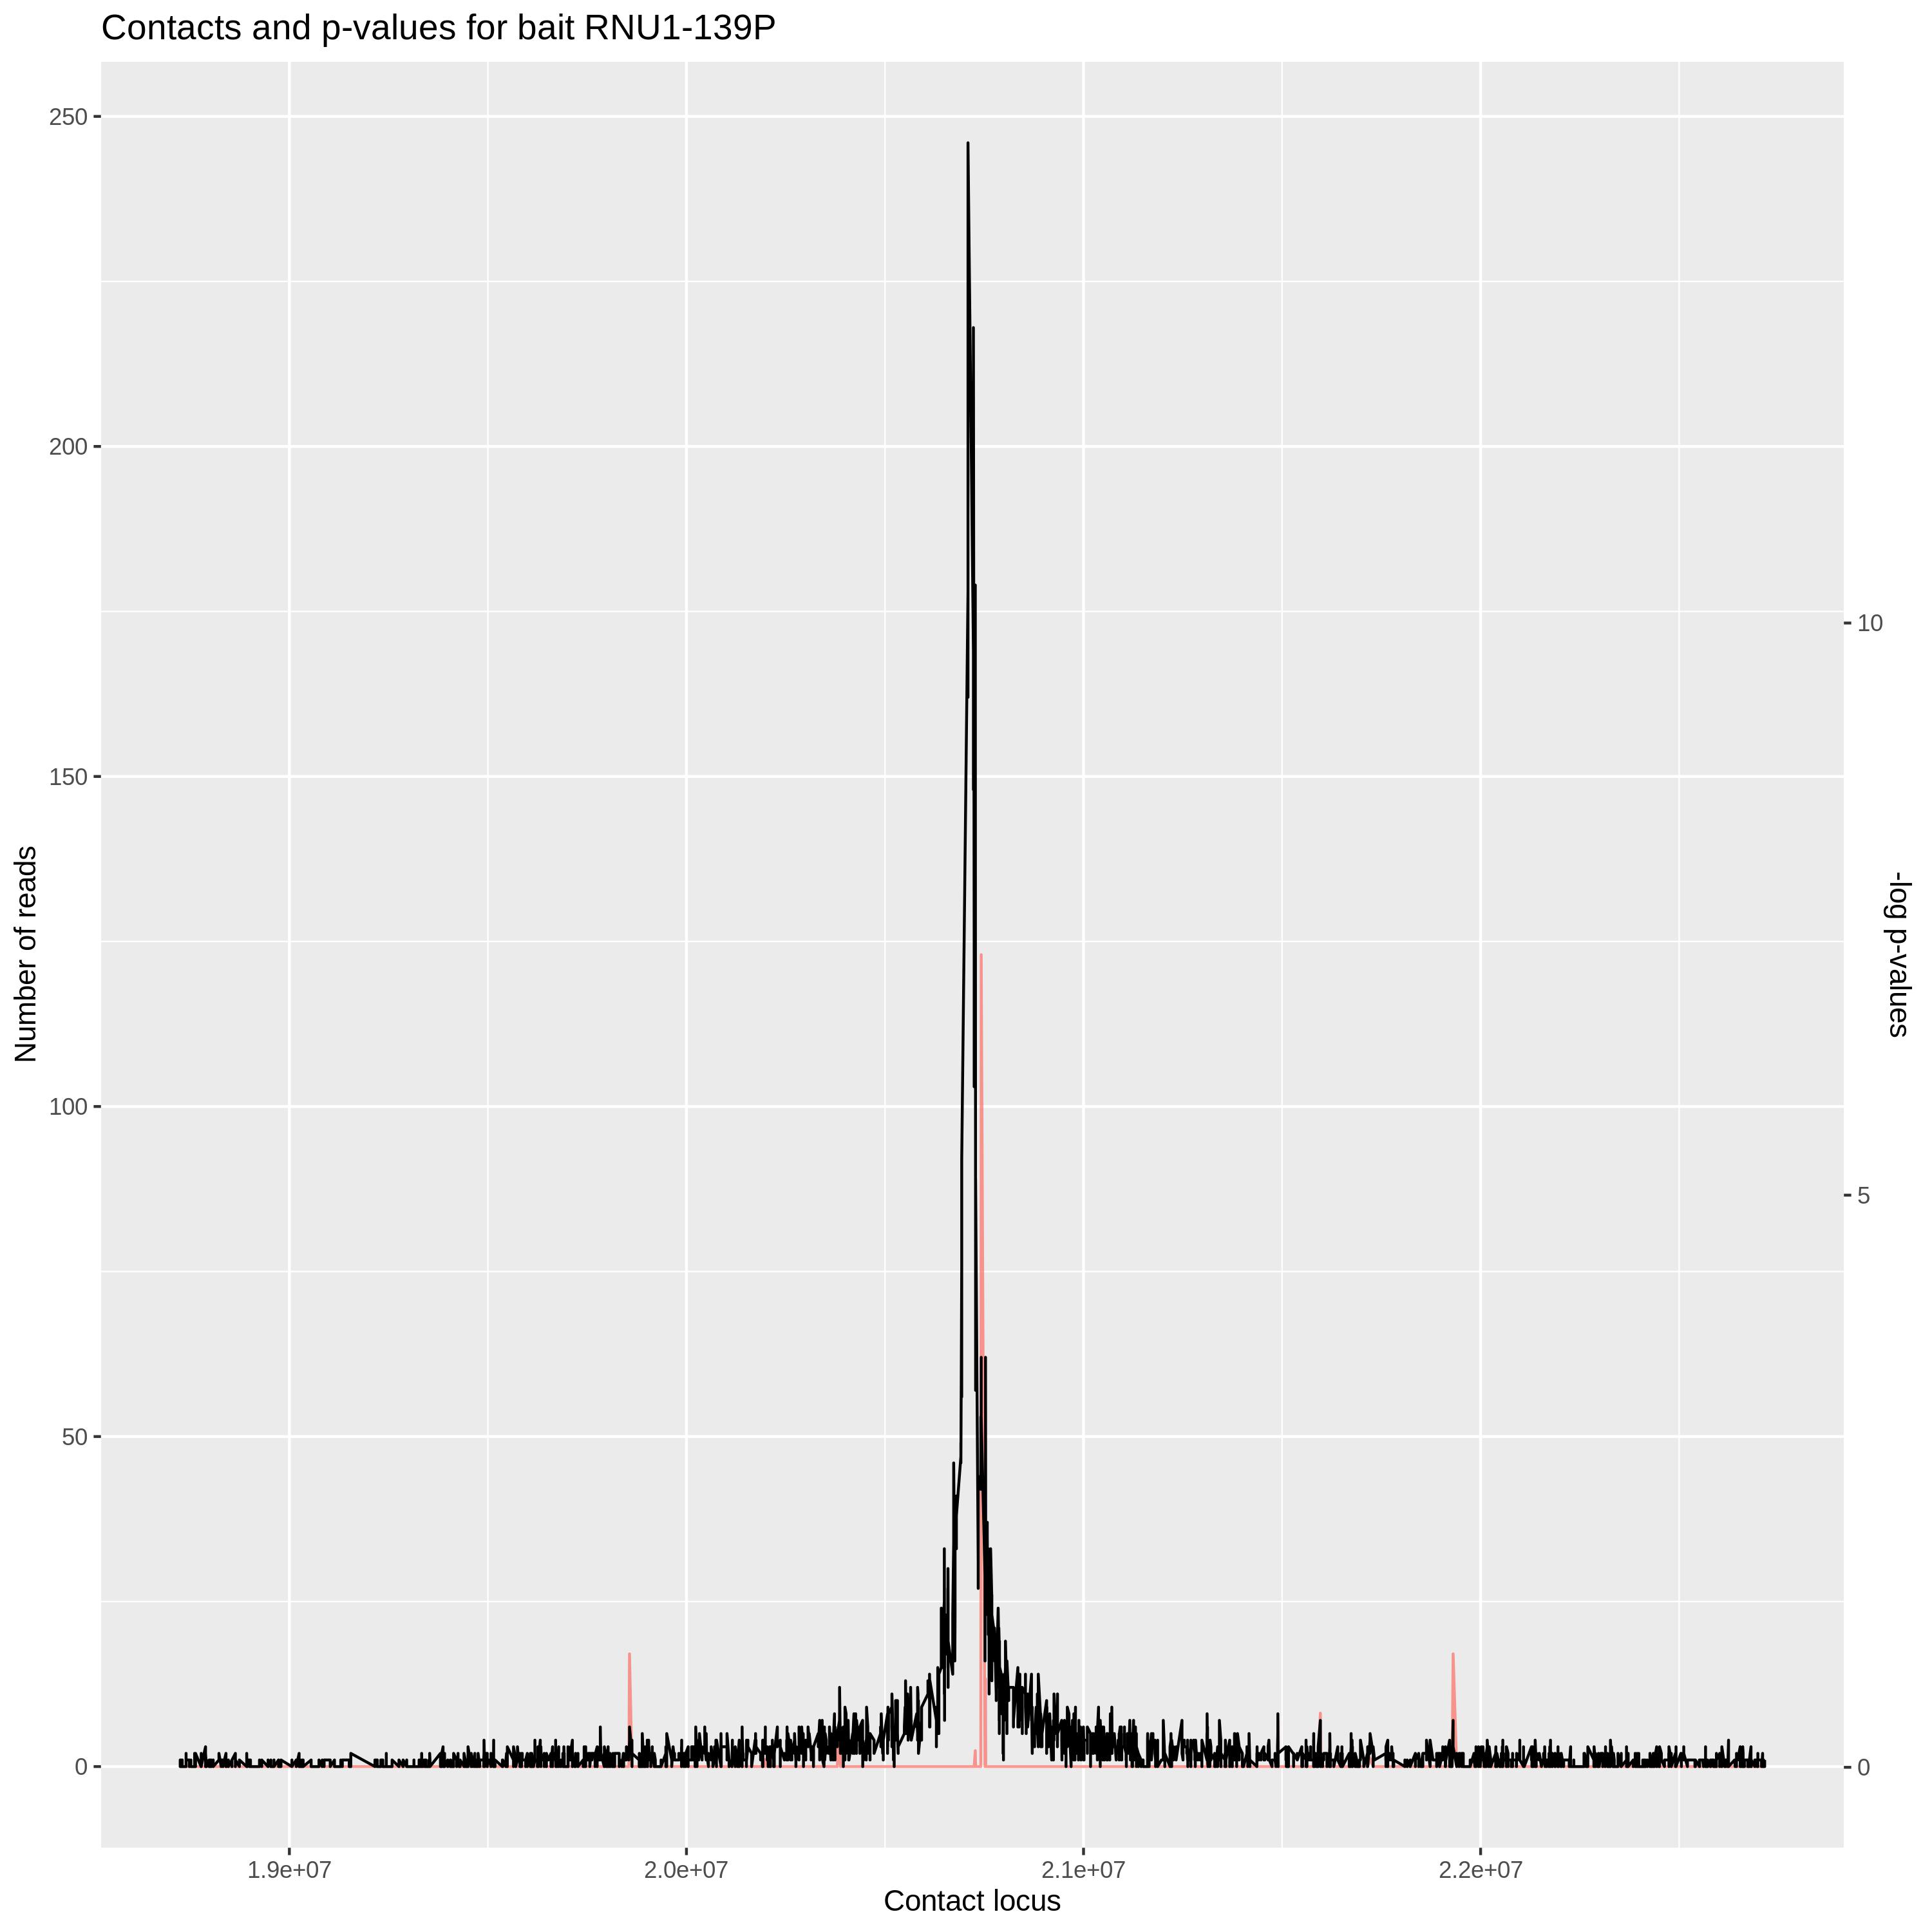 Contacts and p-values for bait RNU1-139P
250
200
150
100
50
0
Number of reads
10
5
0
-log p-values
1.9e+07
2.0e+07
2.1e+07
2.2e+07
Contact locus